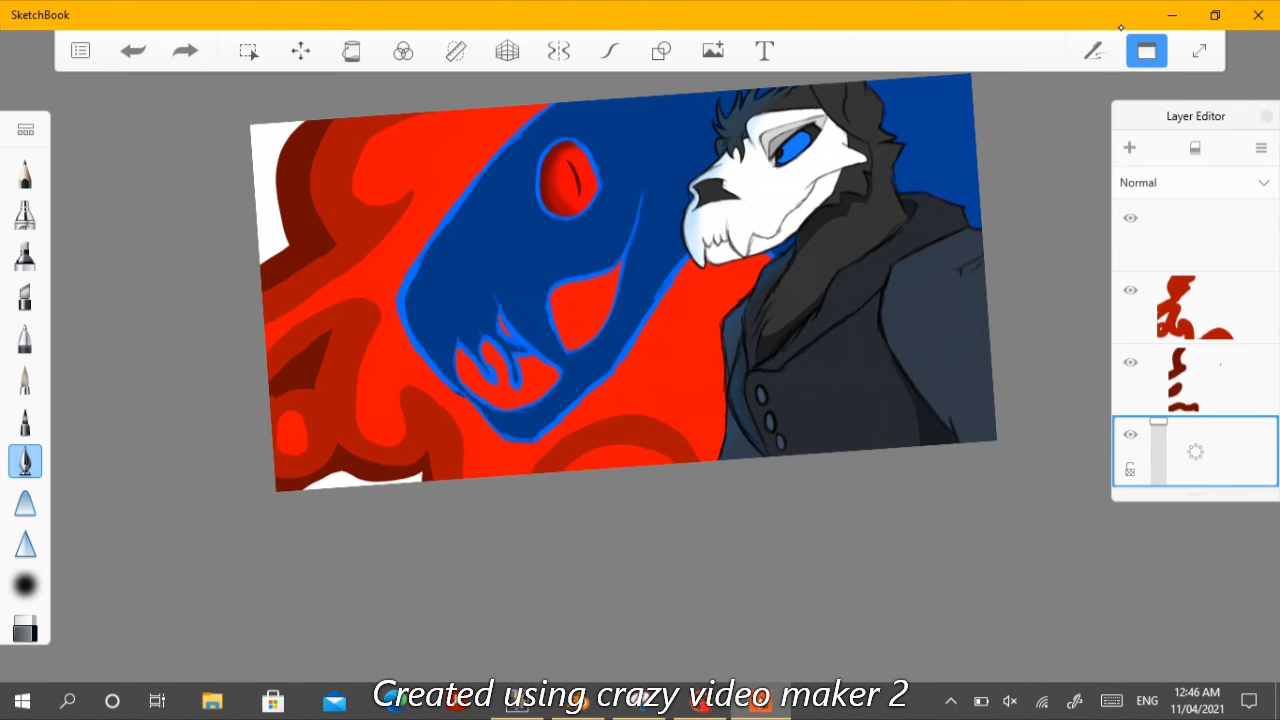 SketchBook
T
Layer Editor
Normal
Created using crazy video maker 2
ENG
12:46 AM
11/04/2021